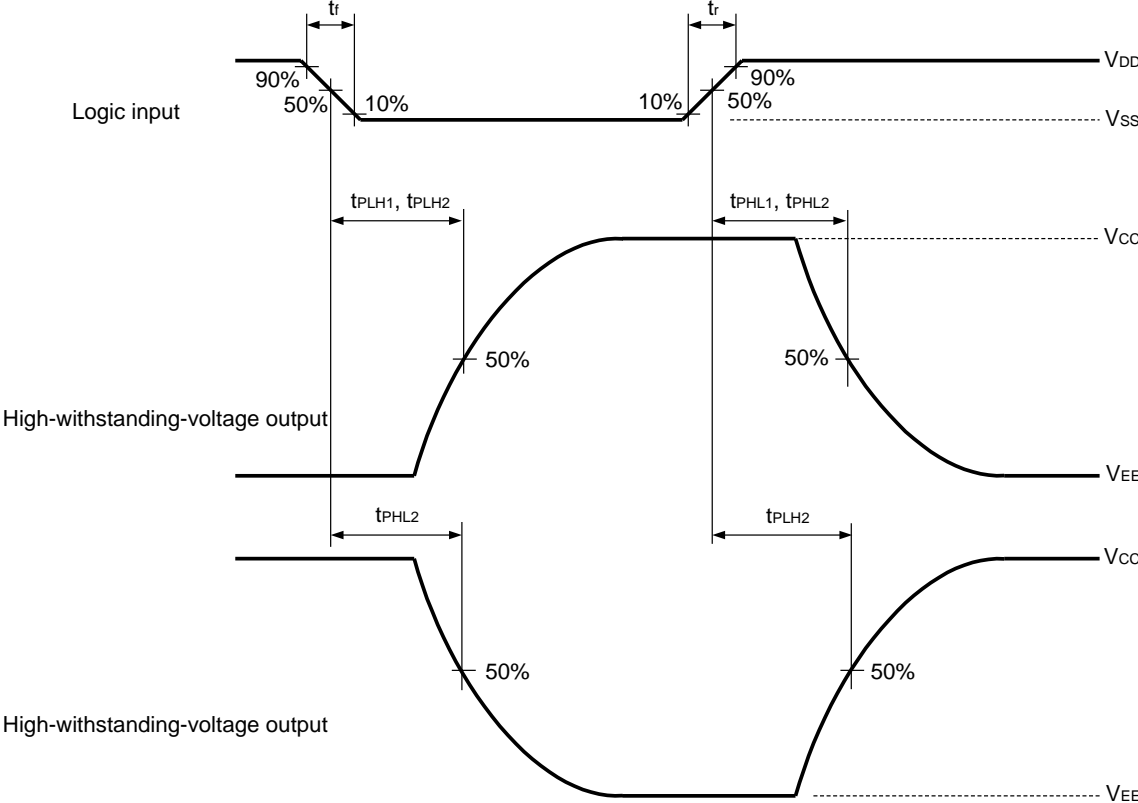 tf
tr
VDD
90%
90%
50%
10%
10%
50%
Logic input
VSS
tPLH1, tPLH2
tPHL1, tPHL2
VCC
50%
50%
High-withstanding-voltage output
VEE
tPHL2
tPLH2
VCC
50%
50%
High-withstanding-voltage output
VEE